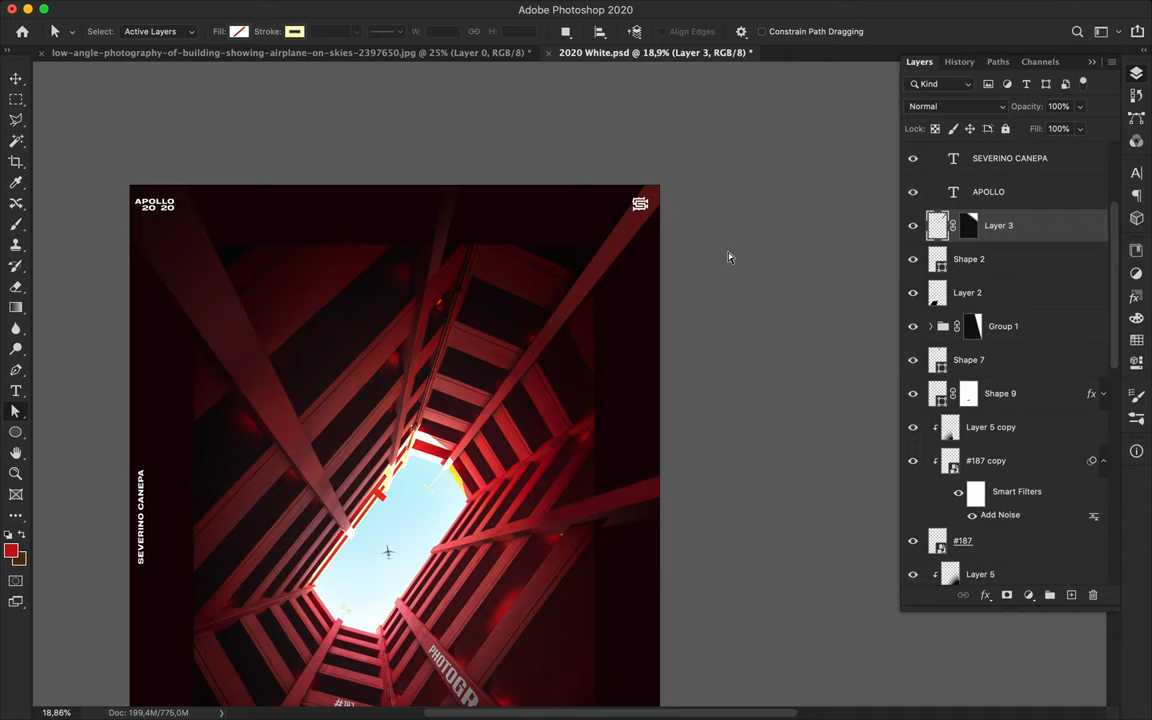 Adobe Photoshop 2020
Select: Active Layers Fill: Stroke: W: H: Align Edges Constrain Path Dragging
low-angle-photography-of-building-showing-airplane-on-skies-2397650.jpg @ 25% (Layer 0, RGB/8) *
2020 White.psd @ 18,9% (Layer 3, RGB/8) *
Layers History Paths Channels
Kind
Normal Opacity: 100%
Lock: Fill: 100%
SEVERINO CANEPA
APOLLO
Layer 3
Shape 2
Layer 2
Group 1
Shape 7
Shape 9 fx
Layer 5 copy
#187 copy
Smart Filters
Add Noise
#187
Layer 5
fx
APOLLO
20 20
SEVERINO CANEPA
PHOTOGR
18,86% Doc: 199,4M/775,0M